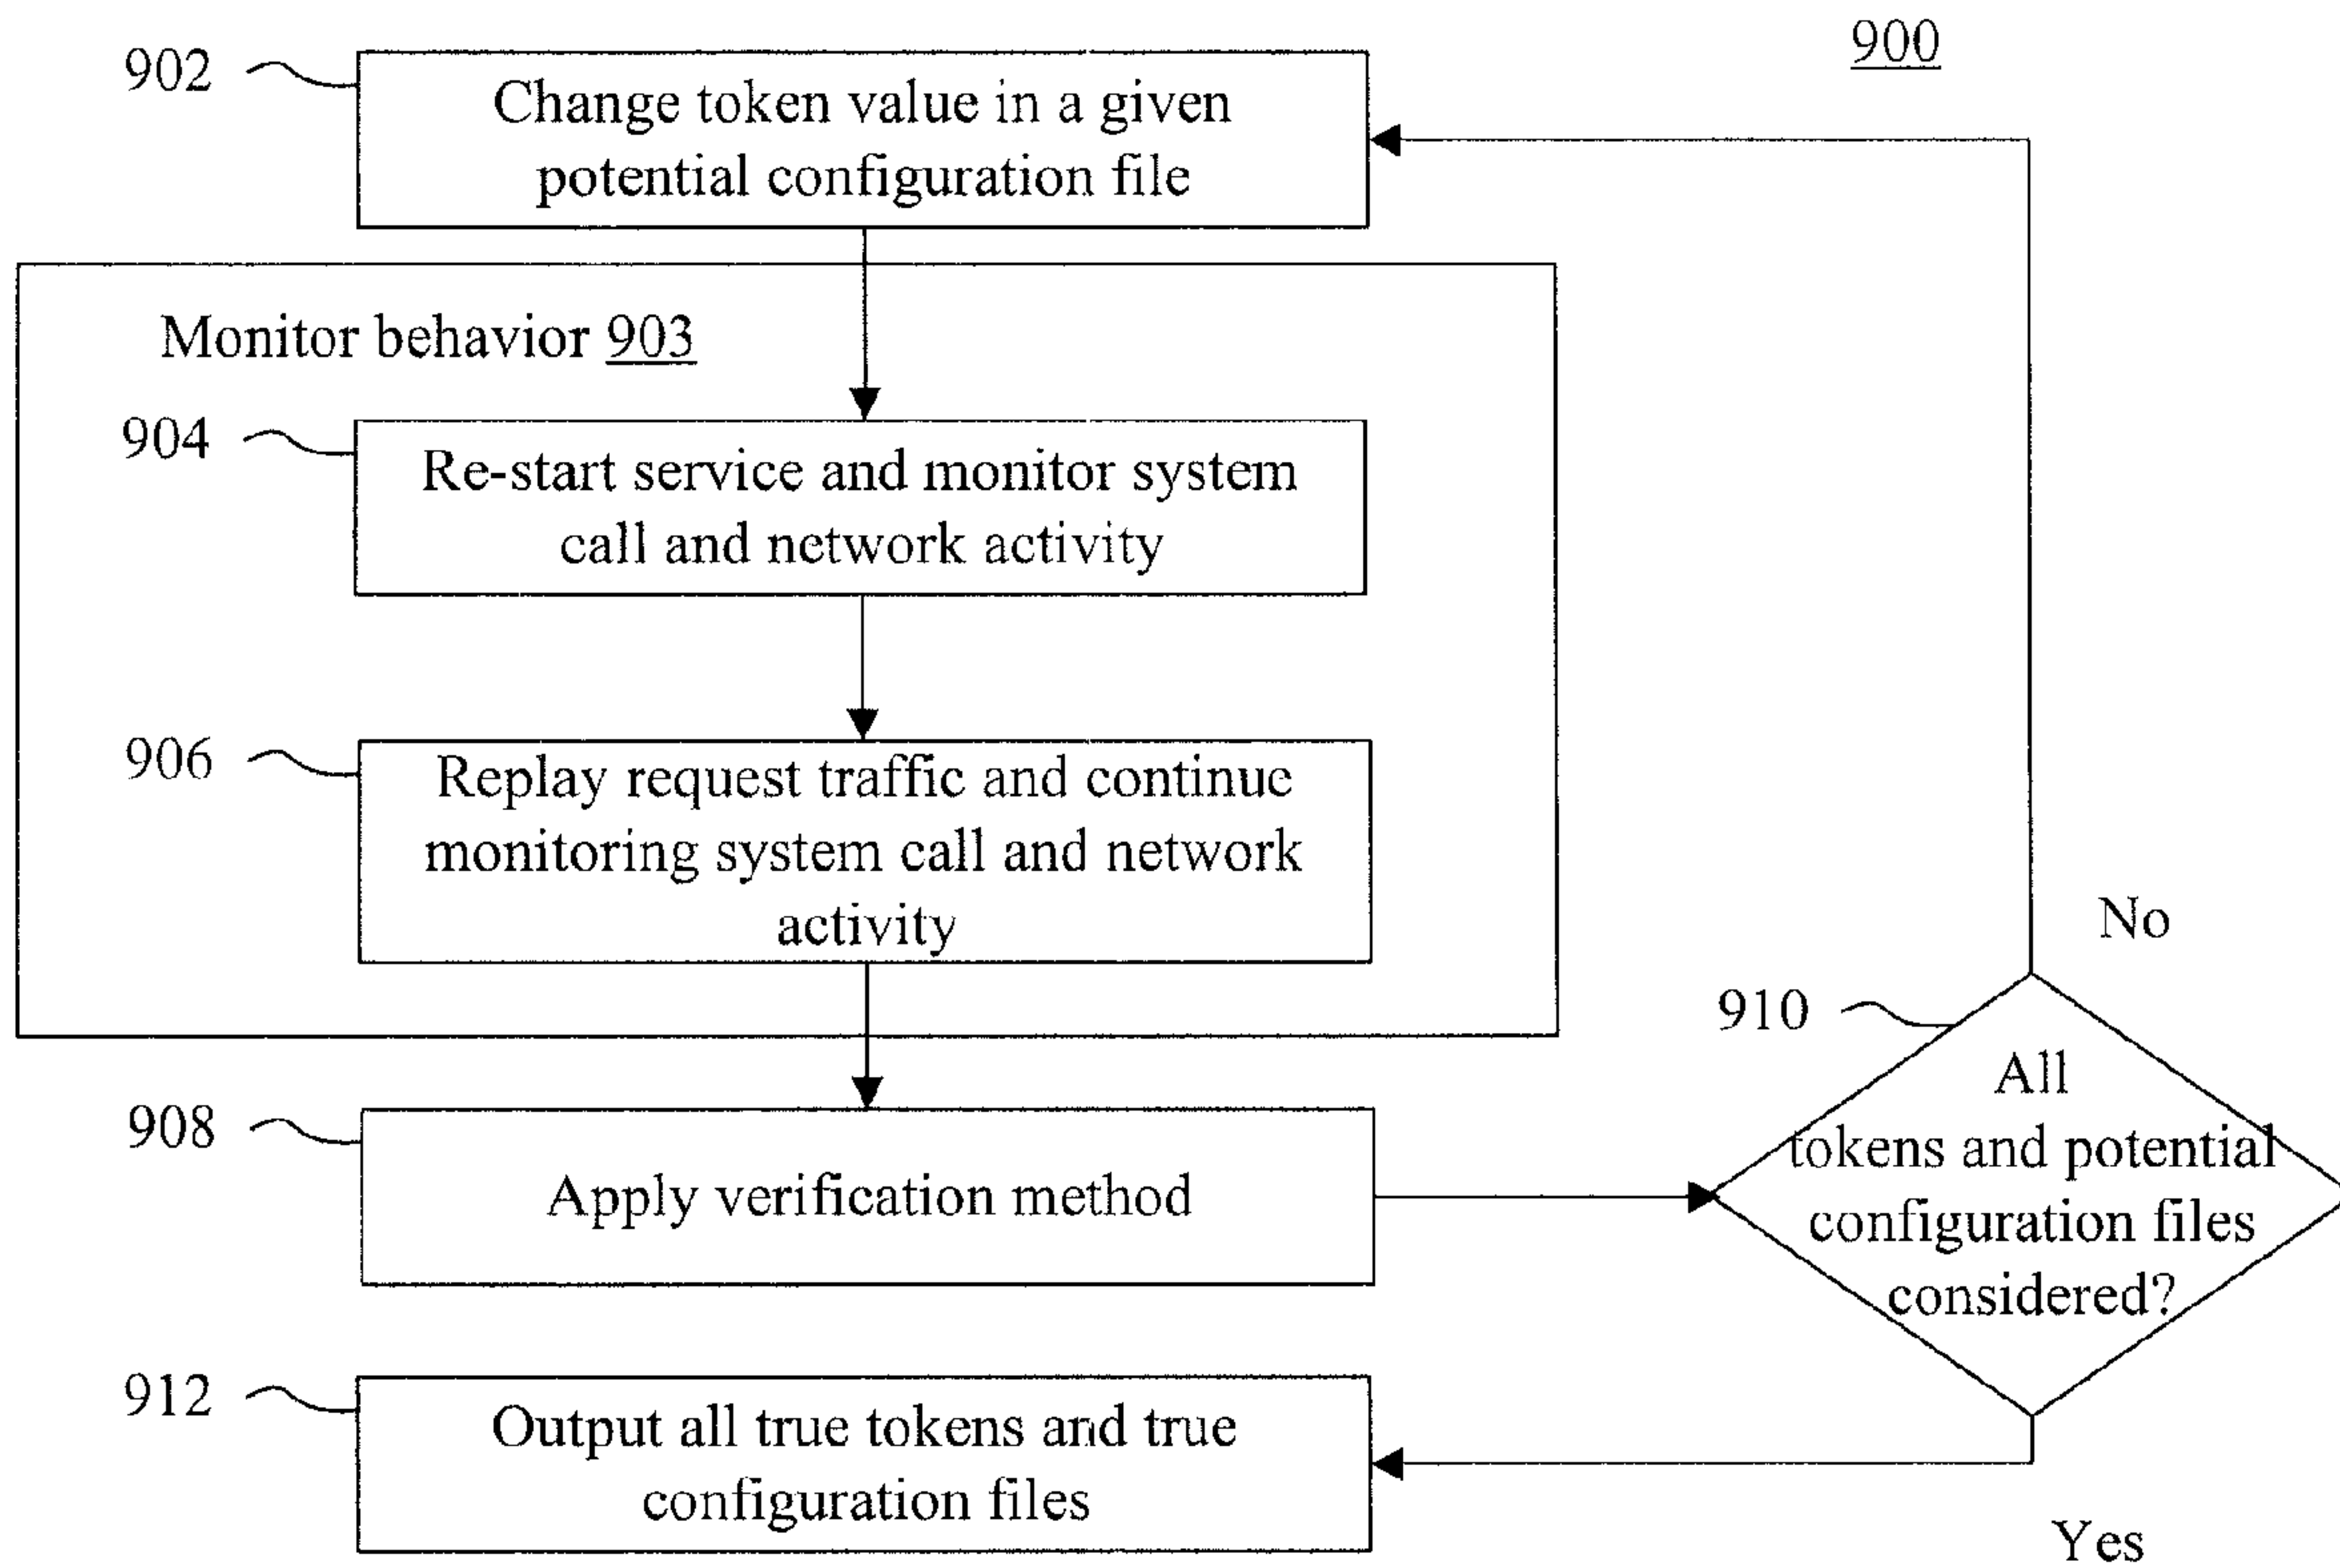 900
902
Change token value in a given
potential configuration file
Monitor behavior 903
904
Re-start service and monitor system
call and network activity
906
Replay request traffic and continue
monitoring system call and network
activity
No
910
All
tokens and potential
configuration files
considered?
908
Apply verification method
912
Output all true tokens and true
configuration files
Yes